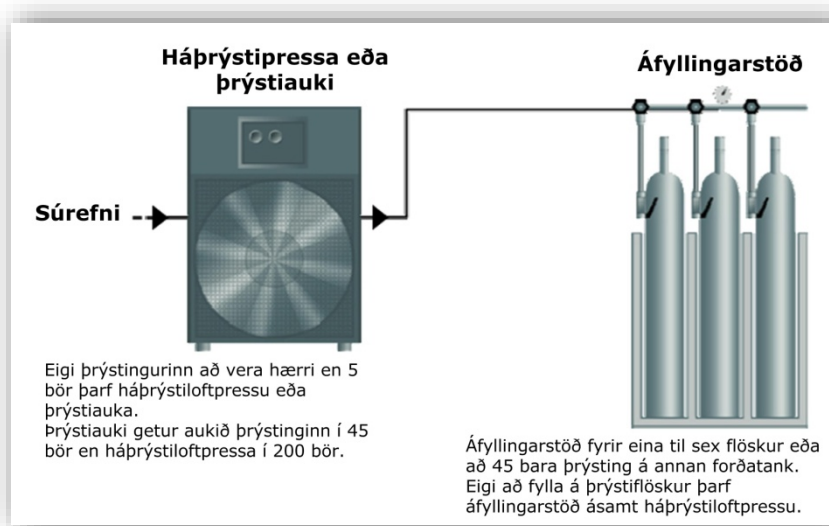 Háþrýstipressa eða
þrýstiauki
Áfyllingarstöð
Súrefni
Eigi þrýstingurinn að vera hærri en 5
bör þarf háþrýstiloftpressu eða
þrýstiauka.
Þrýstiauki getur aukið þrýstinginn í 45
bör en háþrýstiloftpressa í 200 bör.
Áfyllingarstöð fyrir eina til sex flöskur eða
að 45 bara þrýsting á annan forðatank.
Eigi að fylla á þrýstiflöskur þarf
áfyllingarstöð ásamt háþrýstiloftpressu.